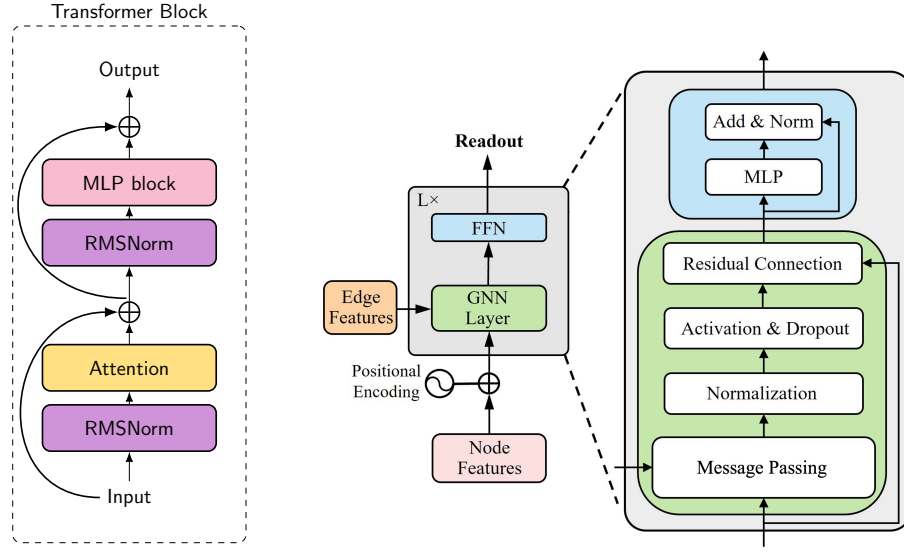 Transformer Block
Output
MLP block
RMSNorm
Attention
RMSNorm
Input
Readout
L×
FFN
GNN
Layer
Edge
Features
Positional
Encoding
Node
Features
Add & Norm
MLP
Residual Connection
Activation & Dropout
Normalization
Message Passing